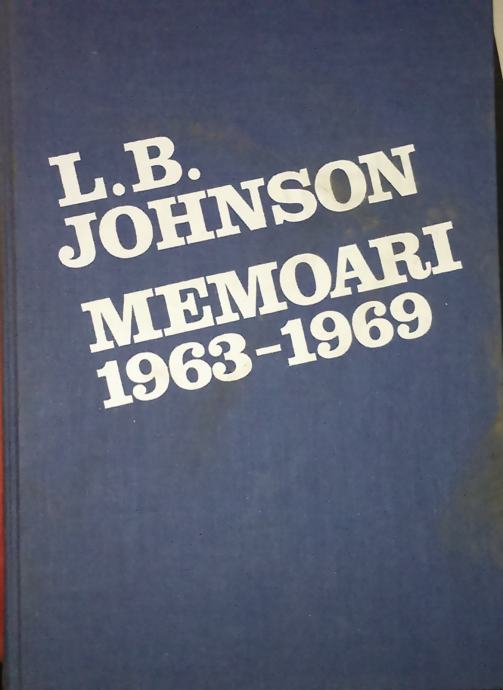 L.B.
JOHNSON
MEMOARI
1963-1969